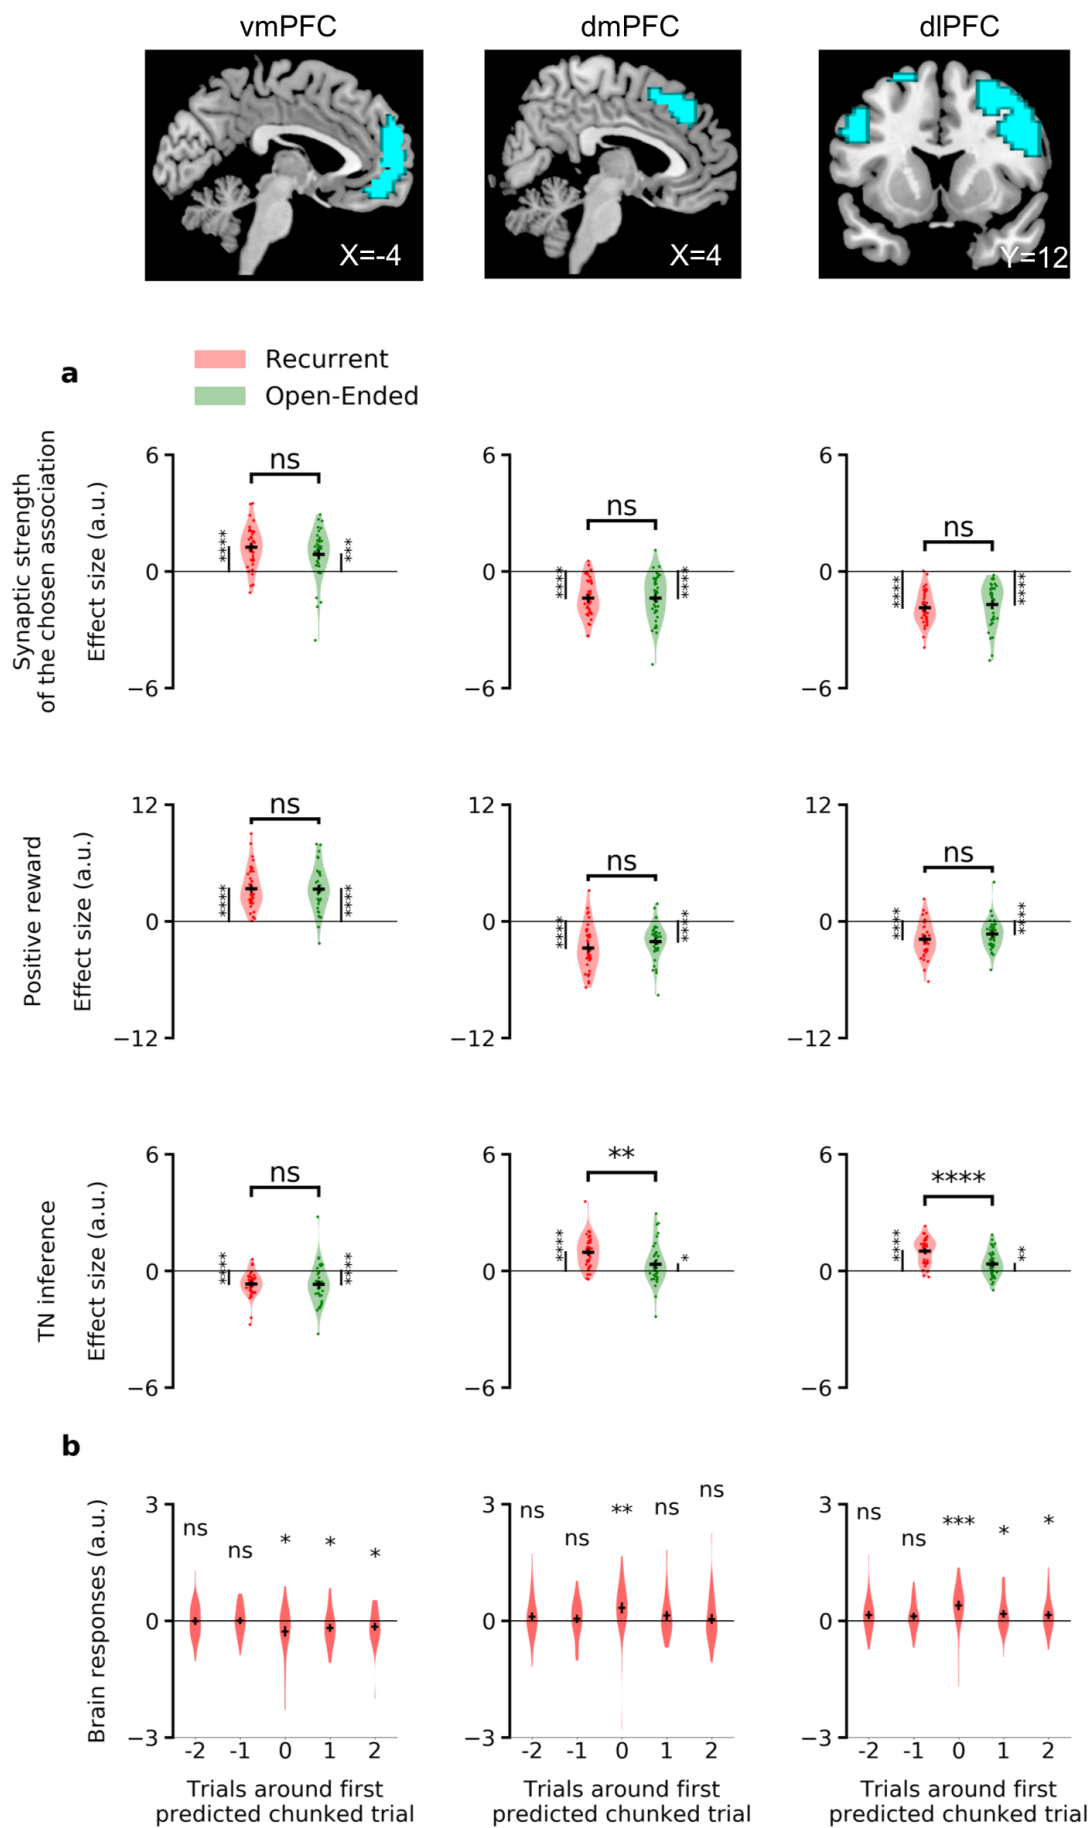 vmPFC dmPFC dlPFC
X=-4 X=4 Y=12
a
Recurrent
Open-Ended
Synaptic strength
of the chosen association
Effect size (a.u.)
6
0
−6
ns
****
***
6
0
−6
ns
****
****
6
0
−6
ns
****
****
Positive reward
Effect size (a.u.)
12
0
−12
ns
****
****
12
0
−12
ns
****
****
12
0
−12
ns
****
****
TN inference
Effect size (a.u.)
6
0
−6
ns
****
****
6
0
−6
**
****
*
6
0
−6
****
****
**
b
Brain responses (a.u.)
3
0
−3
ns ns * * *
-2 -1 0 1 2
Trials around first
predicted chunked trial
3
0
−3
ns ns ** ns ns
-2 -1 0 1 2
Trials around first
predicted chunked trial
3
0
−3
ns ns *** * *
-2 -1 0 1 2
Trials around first
predicted chunked trial